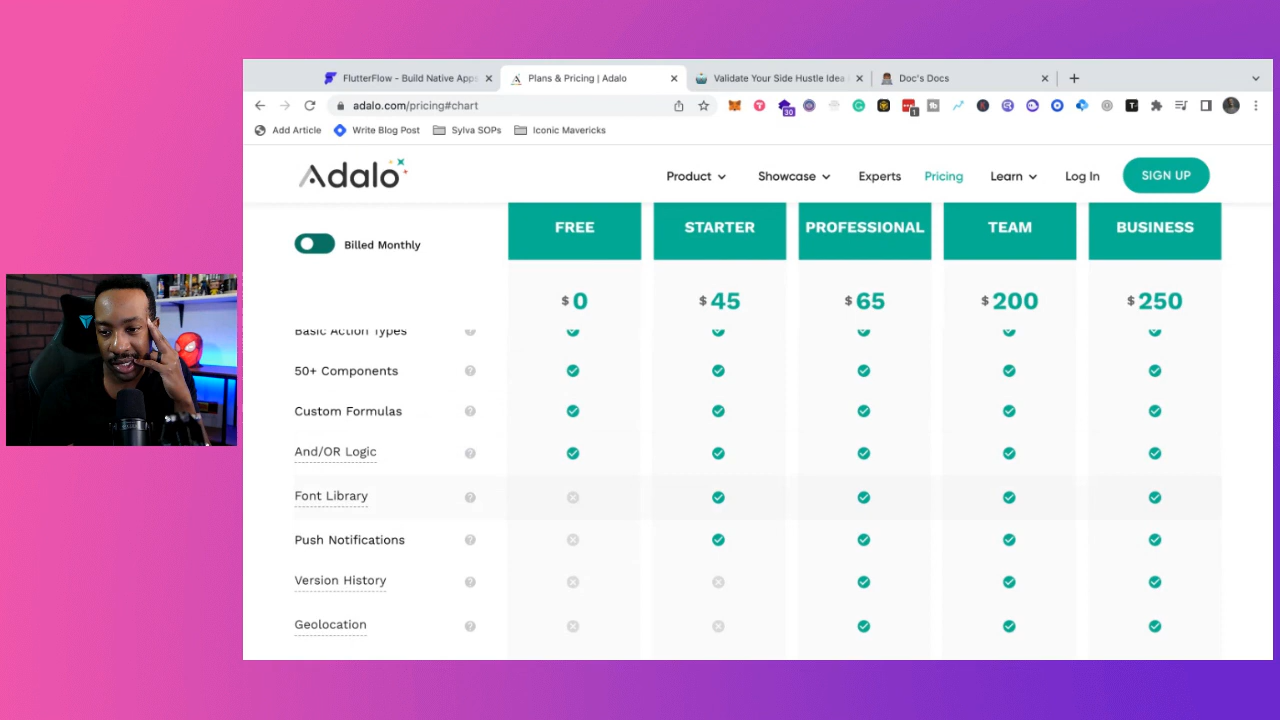 FlutterFlow - Build Native Apps
Plans & Pricing | Adalo
Validate Your Side Hustle Idea
Doc's Docs
adalo.com/pricing#chart
30
1
Add Article
Write Blog Post
Sylva SOPs
Iconic Mavericks
Adalo
Product
Showcase
Experts
Pricing
Learn
Log In
SIGN UP
Billed Monthly
FREE
STARTER
PROFESSIONAL
TEAM
BUSINESS
$0
$45
$65
$200
$250
Basic Action Types
50+ Components
Custom Formulas
And/OR Logic
Font Library
Push Notifications
Version History
Geolocation